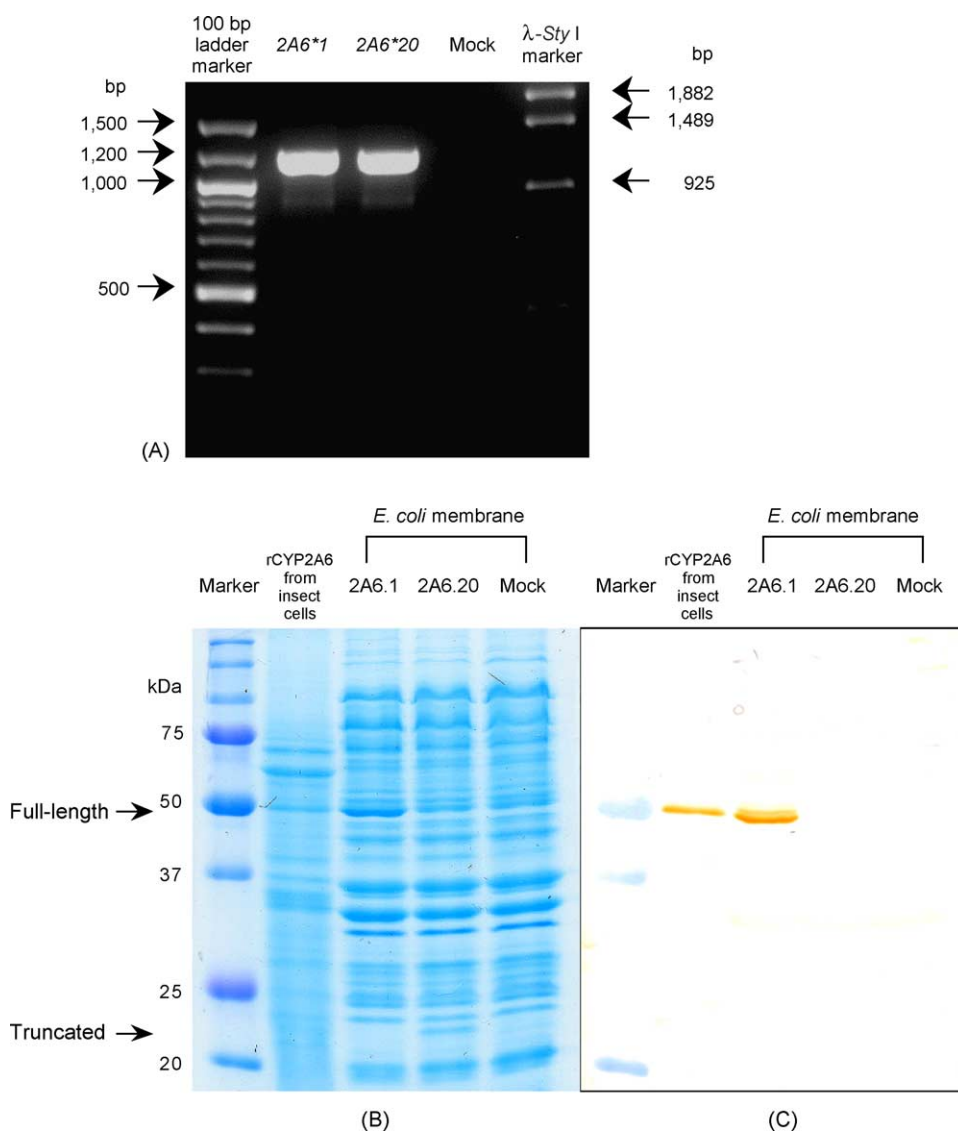 100 bp
ladder
marker
2A6*1
2A6*20
Mock
λ-Sty I
marker
bp
bp
1,500
1,200
1,000
500
1,882
1,489
925
(A)
E. coli membrane
rCYP2A6
from
insect
cells
Marker
2A6.1
2A6.20
Mock
kDa
75
50
37
25
20
Full-length
Truncated
(B)
E. coli membrane
rCYP2A6
from
insect
cells
Marker
2A6.1
2A6.20
Mock
(C)